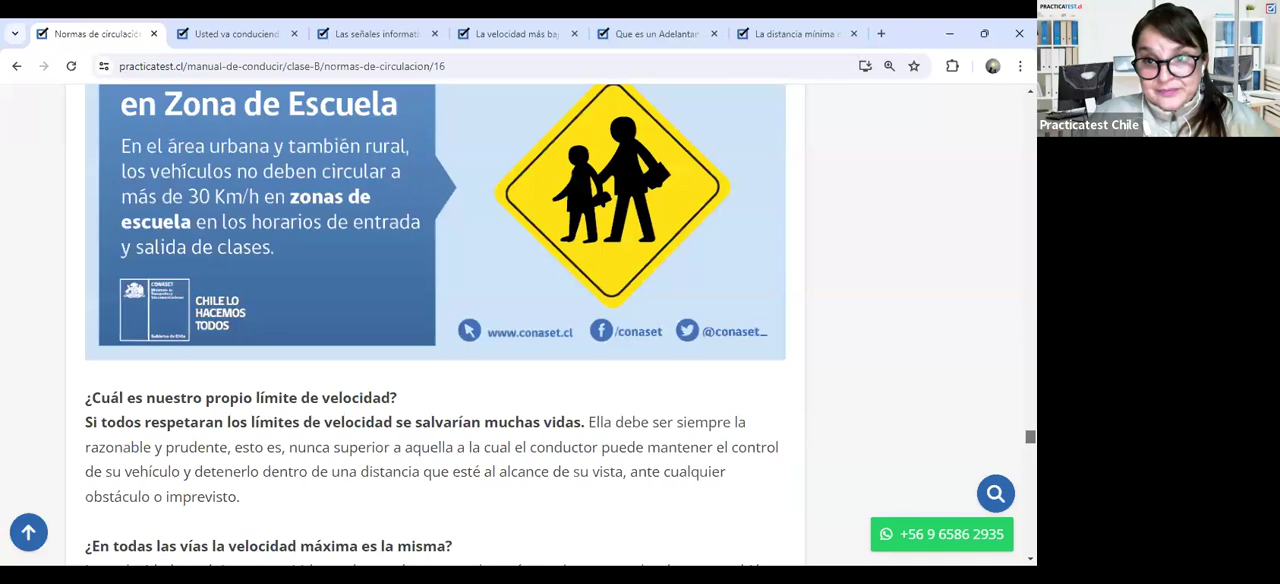 Normas de circulació
Usted va conduciend
Las señales informati
La velocidad más ba
Que es un Adelantar
La distancia mínima
practicatest.cl/manual-de-conducir/clase-B/normas-de-circulacion/16
PRACTICATEST.cl
Practicatest Chile
en Zona de Escuela
En el área urbana y también rural,
los vehículos no deben circular a
más de 30 Km/h en zonas de
escuela en los horarios de entrada
y salida de clases.
CONASET
CHILE LO
HACEMOS
TODOS
www.conaset.cl
/conaset
@conaset_
¿Cuál es nuestro propio límite de velocidad?
Si todos respetaran los límites de velocidad se salvarían muchas vidas. Ella debe ser siempre la
razonable y prudente, esto es, nunca superior a aquella a la cual el conductor puede mantener el control
de su vehículo y detenerlo dentro de una distancia que esté al alcance de su vista, ante cualquier
obstáculo o imprevisto.
+56 9 6586 2935
¿En todas las vías la velocidad máxima es la misma?